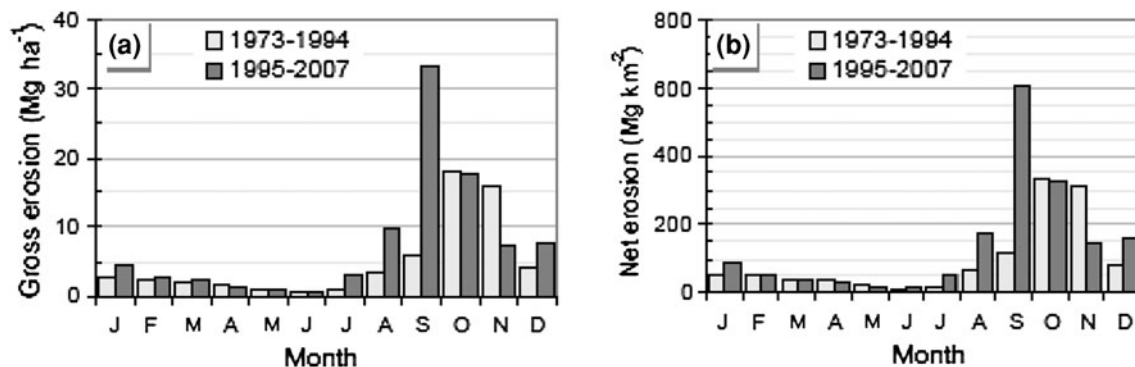 (a)
1973-1994
1995-2007
Gross erosion (Mg ha⁻¹)
40
30
20
10
0
J F M A M J J A S O N D
Month
(b)
1973-1994
1995-2007
Net erosion (Mg km⁻²)
800
600
400
200
0
J F M A M J J A S O N D
Month